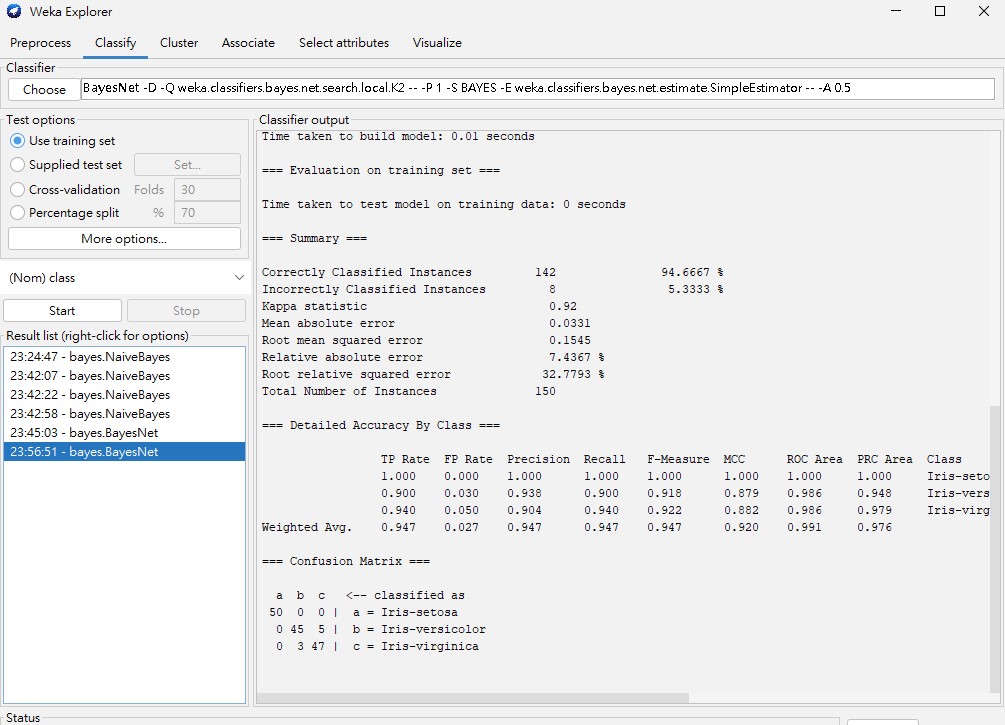 Weka Explorer
Preprocess Classify Cluster Associate Select attributes Visualize
Classifier
Choose BayesNet -D -Q weka.classifiers.bayes.net.search.local.K2 -- -P 1 -S BAYES -E weka.classifiers.bayes.net.estimate.SimpleEstimator -- -A 0.5
Test options
Use training set
Supplied test set Set...
Cross-validation Folds 30
Percentage split % 70
More options...
(Nom) class
Start Stop
Result list (right-click for options)
23:24:47 - bayes.NaiveBayes
23:42:07 - bayes.NaiveBayes
23:42:22 - bayes.NaiveBayes
23:42:58 - bayes.NaiveBayes
23:45:03 - bayes.BayesNet
23:56:51 - bayes.BayesNet
Classifier output
Time taken to build model: 0.01 seconds
=== Evaluation on training set ===
Time taken to test model on training data: 0 seconds
=== Summary ===
Correctly Classified Instances 142 94.6667 %
Incorrectly Classified Instances 8 5.3333 %
Kappa statistic 0.92
Mean absolute error 0.0331
Root mean squared error 0.1545
Relative absolute error 7.4367 %
Root relative squared error 32.7793 %
Total Number of Instances 150
=== Detailed Accuracy By Class ===
TP Rate FP Rate Precision Recall F-Measure MCC ROC Area PRC Area Class
1.000 0.000 1.000 1.000 1.000 1.000 1.000 1.000 Iris-seto
0.900 0.030 0.938 0.900 0.918 0.879 0.986 0.948 Iris-vers
0.940 0.050 0.904 0.940 0.922 0.882 0.986 0.979 Iris-virg
Weighted Avg. 0.947 0.027 0.947 0.947 0.947 0.920 0.991 0.976
=== Confusion Matrix ===
a b c <-- classified as
50 0 0 | a = Iris-setosa
0 45 5 | b = Iris-versicolor
0 3 47 | c = Iris-virginica
Status